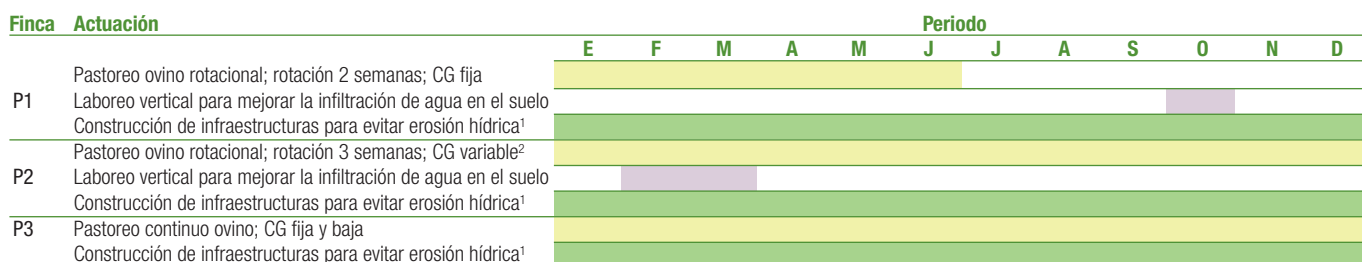 Finca Actuación Periodo
E F M A M J J A S O N D
Pastoreo ovino rotacional; rotación 2 semanas; CG fija
P1 Laboreo vertical para mejorar la infiltración de agua en el suelo
Construcción de infraestructuras para evitar erosión hídrica¹
Pastoreo ovino rotacional; rotación 3 semanas; CG variable²
P2 Laboreo vertical para mejorar la infiltración de agua en el suelo
Construcción de infraestructuras para evitar erosión hídrica¹
P3 Pastoreo continuo ovino; CG fija y baja
Construcción de infraestructuras para evitar erosión hídrica¹